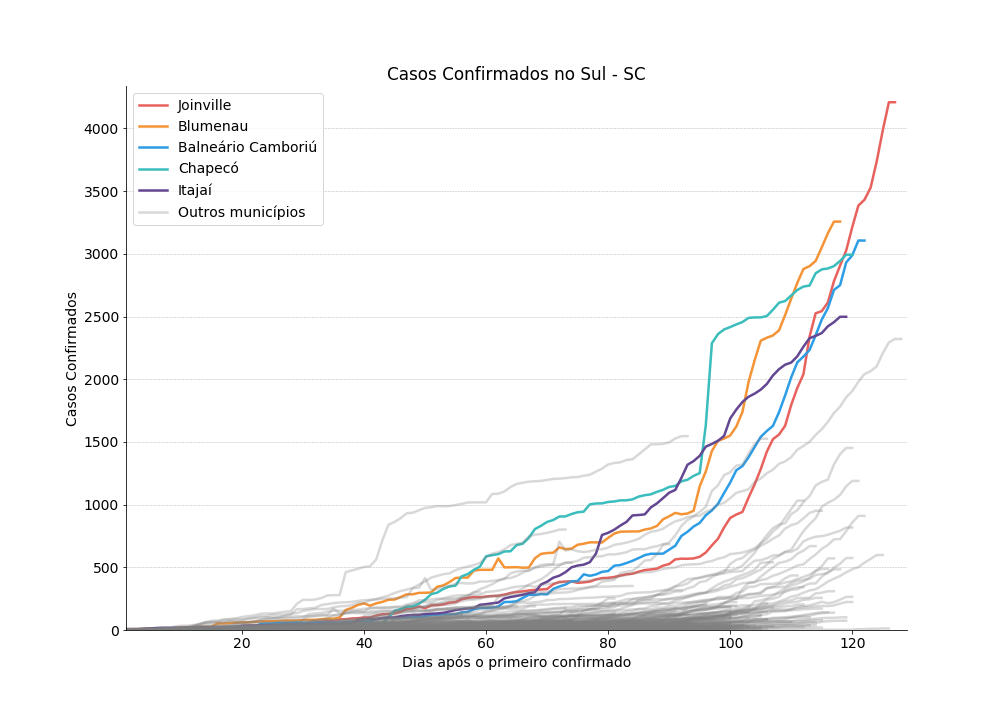 Casos Confirmados no Sul - SC
Joinville
Blumenau
Balneário Camboriú
Chapecó
Itajaí
Outros municípios
4000
3500
3000
2500
2000
1500
1000
500
0
Casos Confirmados
20 40 60 80 100 120
Dias após o primeiro confirmado